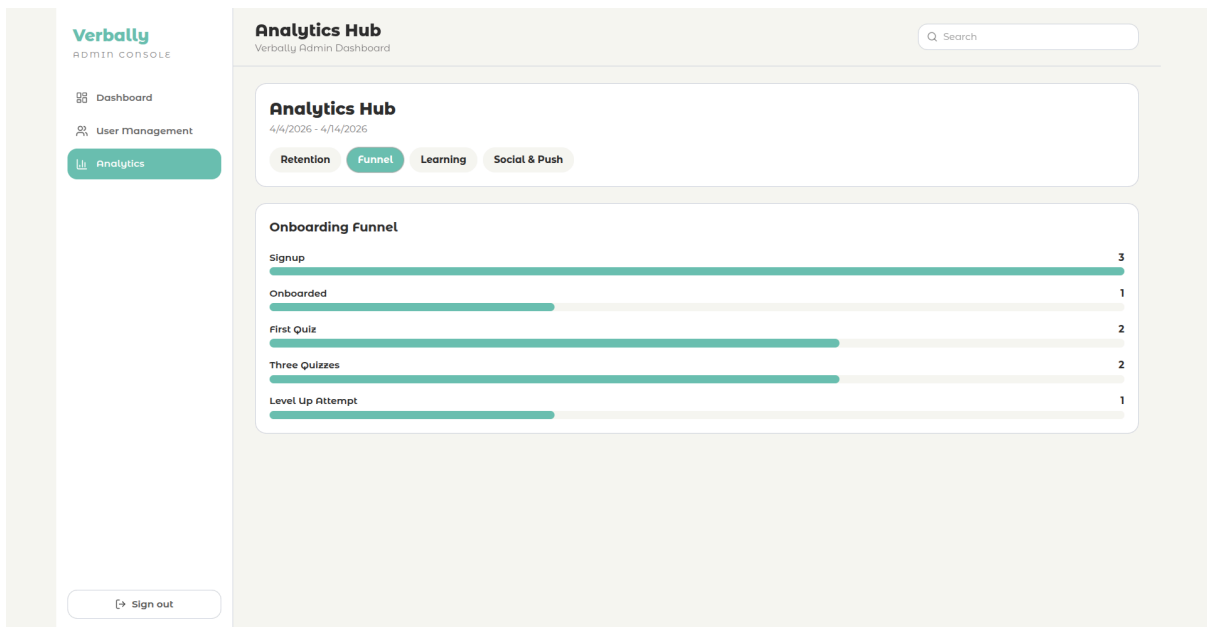 Verbally
ADMIN CONSOLE
Dashboard
User Management
Analytics
Sign out
Analytics Hub
Verbally Admin Dashboard
Search
Analytics Hub
4/4/2026 - 4/14/2026
Retention Funnel Learning Social & Push
Onboarding Funnel
Signup 3
Onboarded 1
First Quiz 2
Three Quizzes 2
Level Up Attempt 1